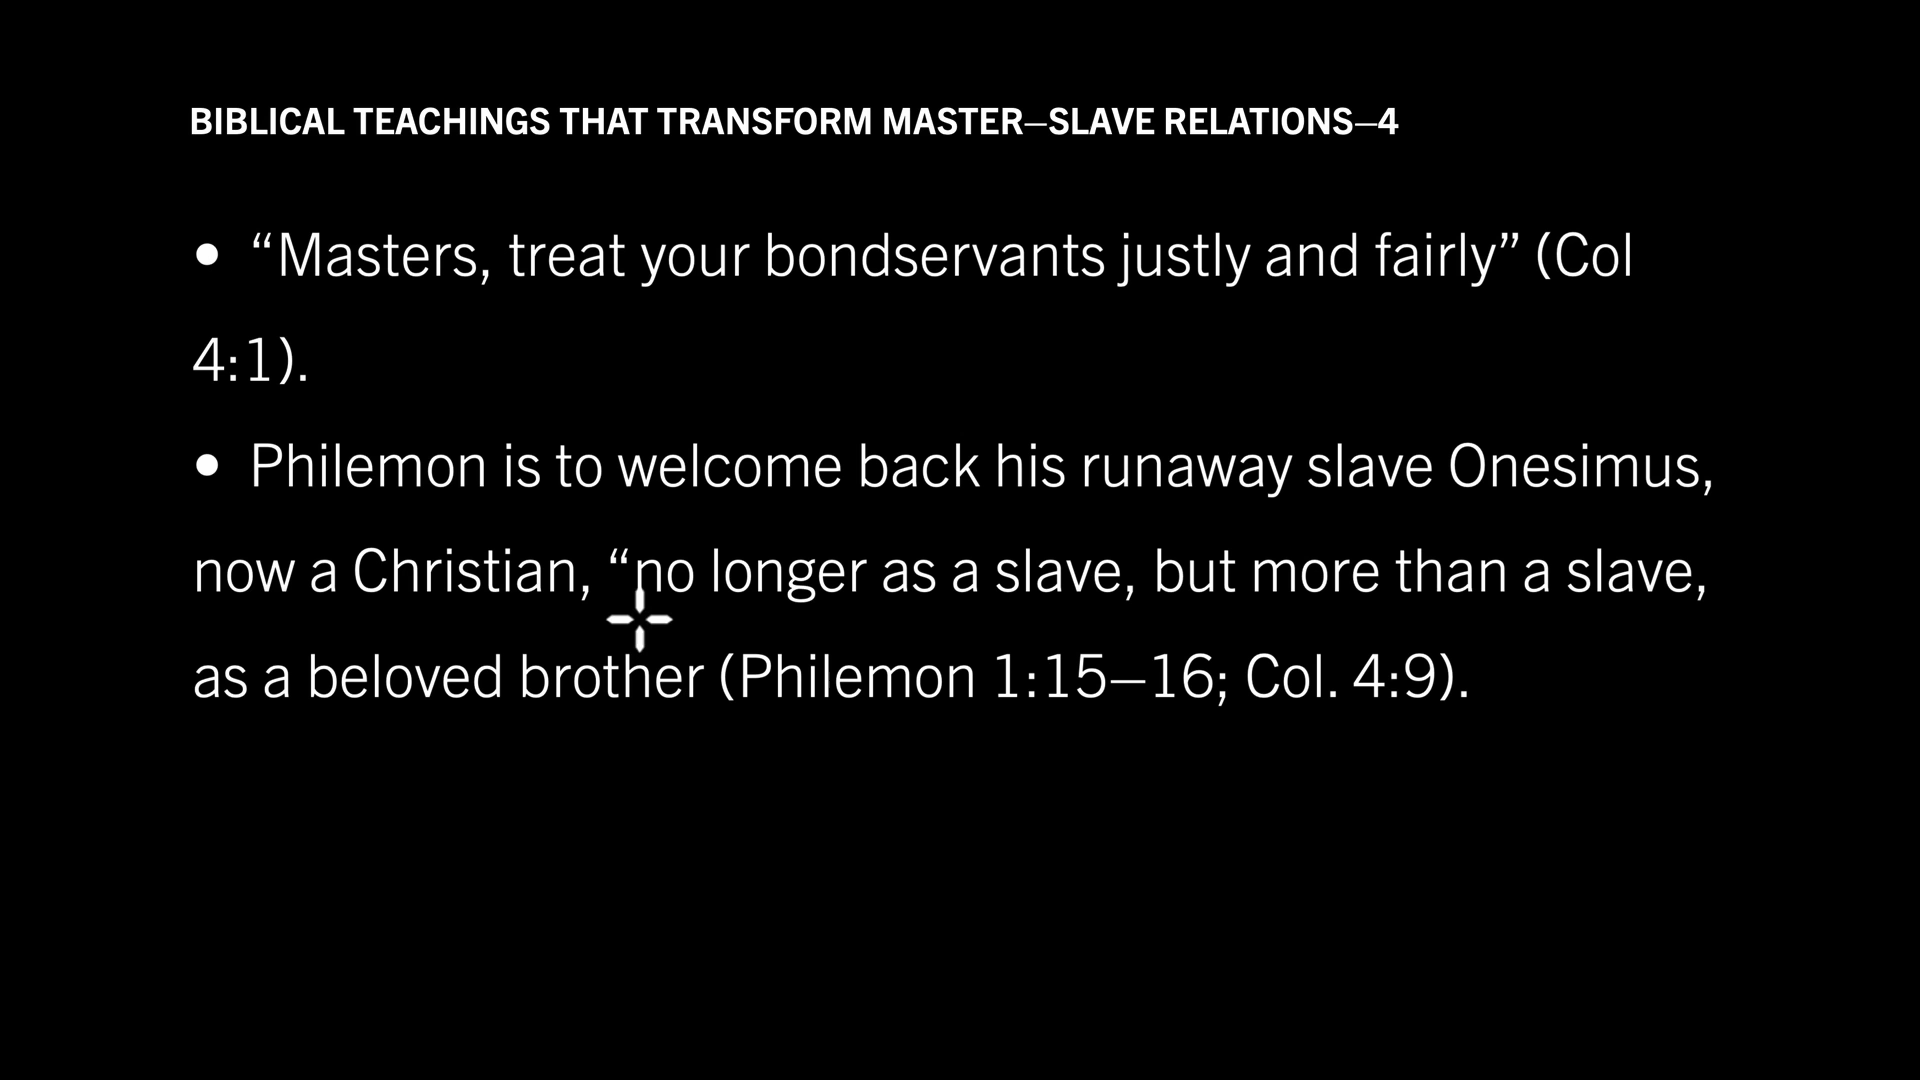 BIBLICAL TEACHINGS THAT TRANSFORM MASTER–SLAVE RELATIONS–4
• “Masters, treat your bondservants justly and fairly” (Col
4:1).
• Philemon is to welcome back his runaway slave Onesimus,
now a Christian, “no longer as a slave, but more than a slave,
as a beloved brother (Philemon 1:15–16; Col. 4:9).